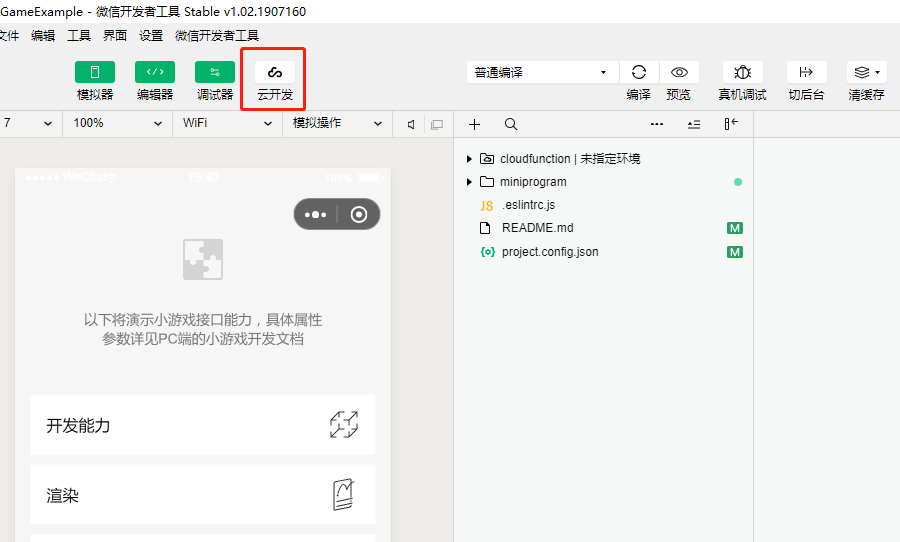 GameExample - 微信开发者工具 Stable v1.02.1907160
文件 编辑 工具 界面 设置 微信开发者工具
模拟器 编辑器 调试器 云开发 普通编译 编译 预览 真机调试 切后台 清缓存
7 100% WiFi 模拟操作
cloudfunction | 未指定环境
miniprogram
JS .eslintrc.js
README.md M
project.config.json M
WeChat
100%
以下将演示小游戏接口能力，具体属性
参数详见PC端的小游戏开发文档
开发能力
渲染